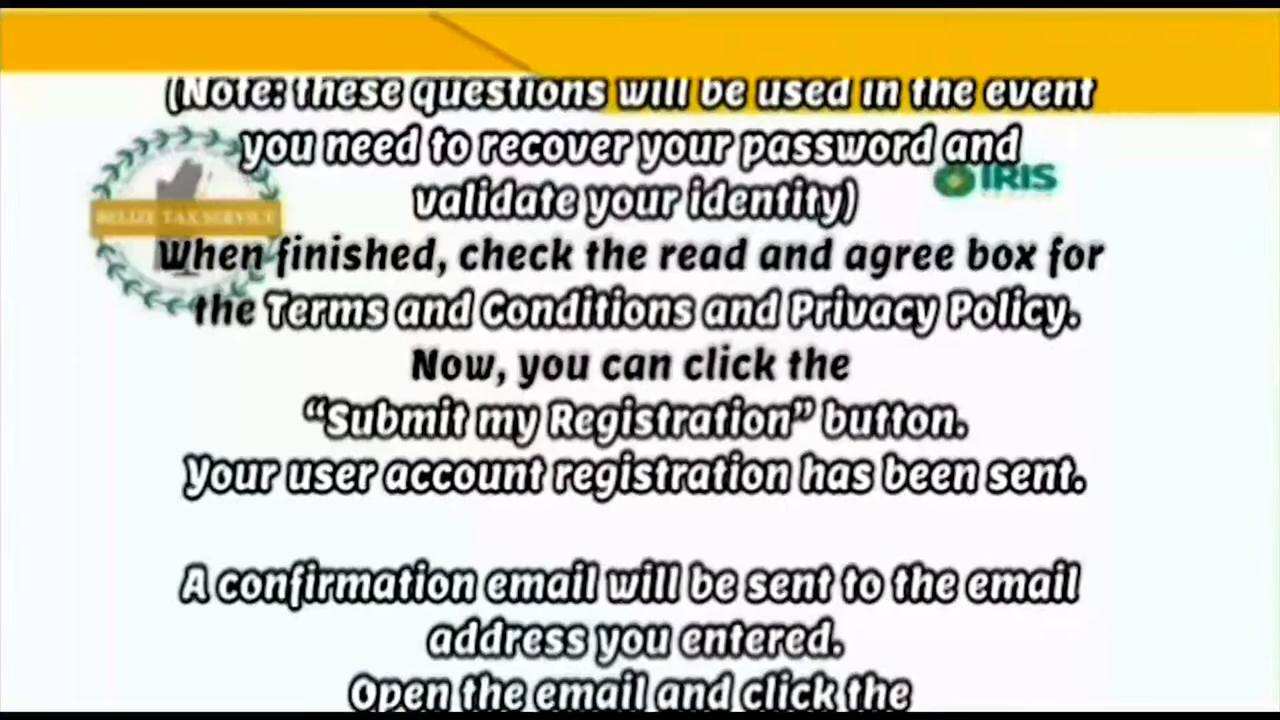 (Note: these questions will be used in the event
you need to recover your password and
validate your identity)
BELIZE TAX SERVICE
IRIS
When finished, check the read and agree box for
the Terms and Conditions and Privacy Policy.
Now, you can click the
“Submit my Registration” button.
Your user account registration has been sent.
A confirmation email will be sent to the email
address you entered.
Open the email and click the